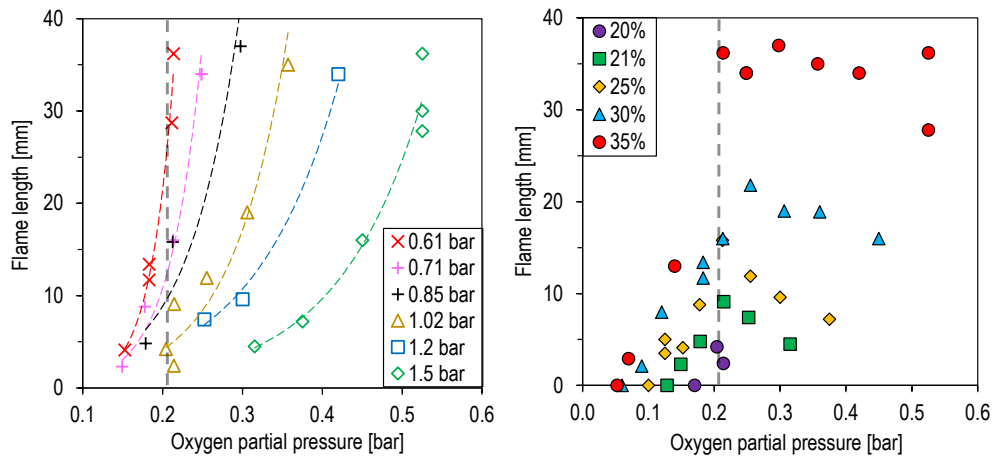 40
30
20
10
0
Flame length [mm]
0.61 bar
0.71 bar
0.85 bar
1.02 bar
1.2 bar
1.5 bar
0.1 0.2 0.3 0.4 0.5 0.6
Oxygen partial pressure [bar]
40
30
20
10
0
Flame length [mm]
20%
21%
25%
30%
35%
0.0 0.1 0.2 0.3 0.4 0.5 0.6
Oxygen partial pressure [bar]